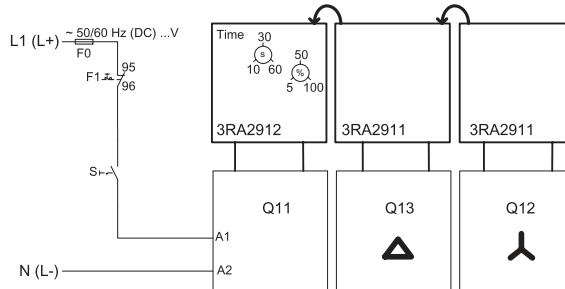 ~ 50/60 Hz (DC) ...V
L1 (L+)
F0
F1
95
96
S
A1
A2
N (L-)
Time
30
s
10 60
50
%
5 100
3RA2912
3RA2911
3RA2911
Q11
Q13
Q12